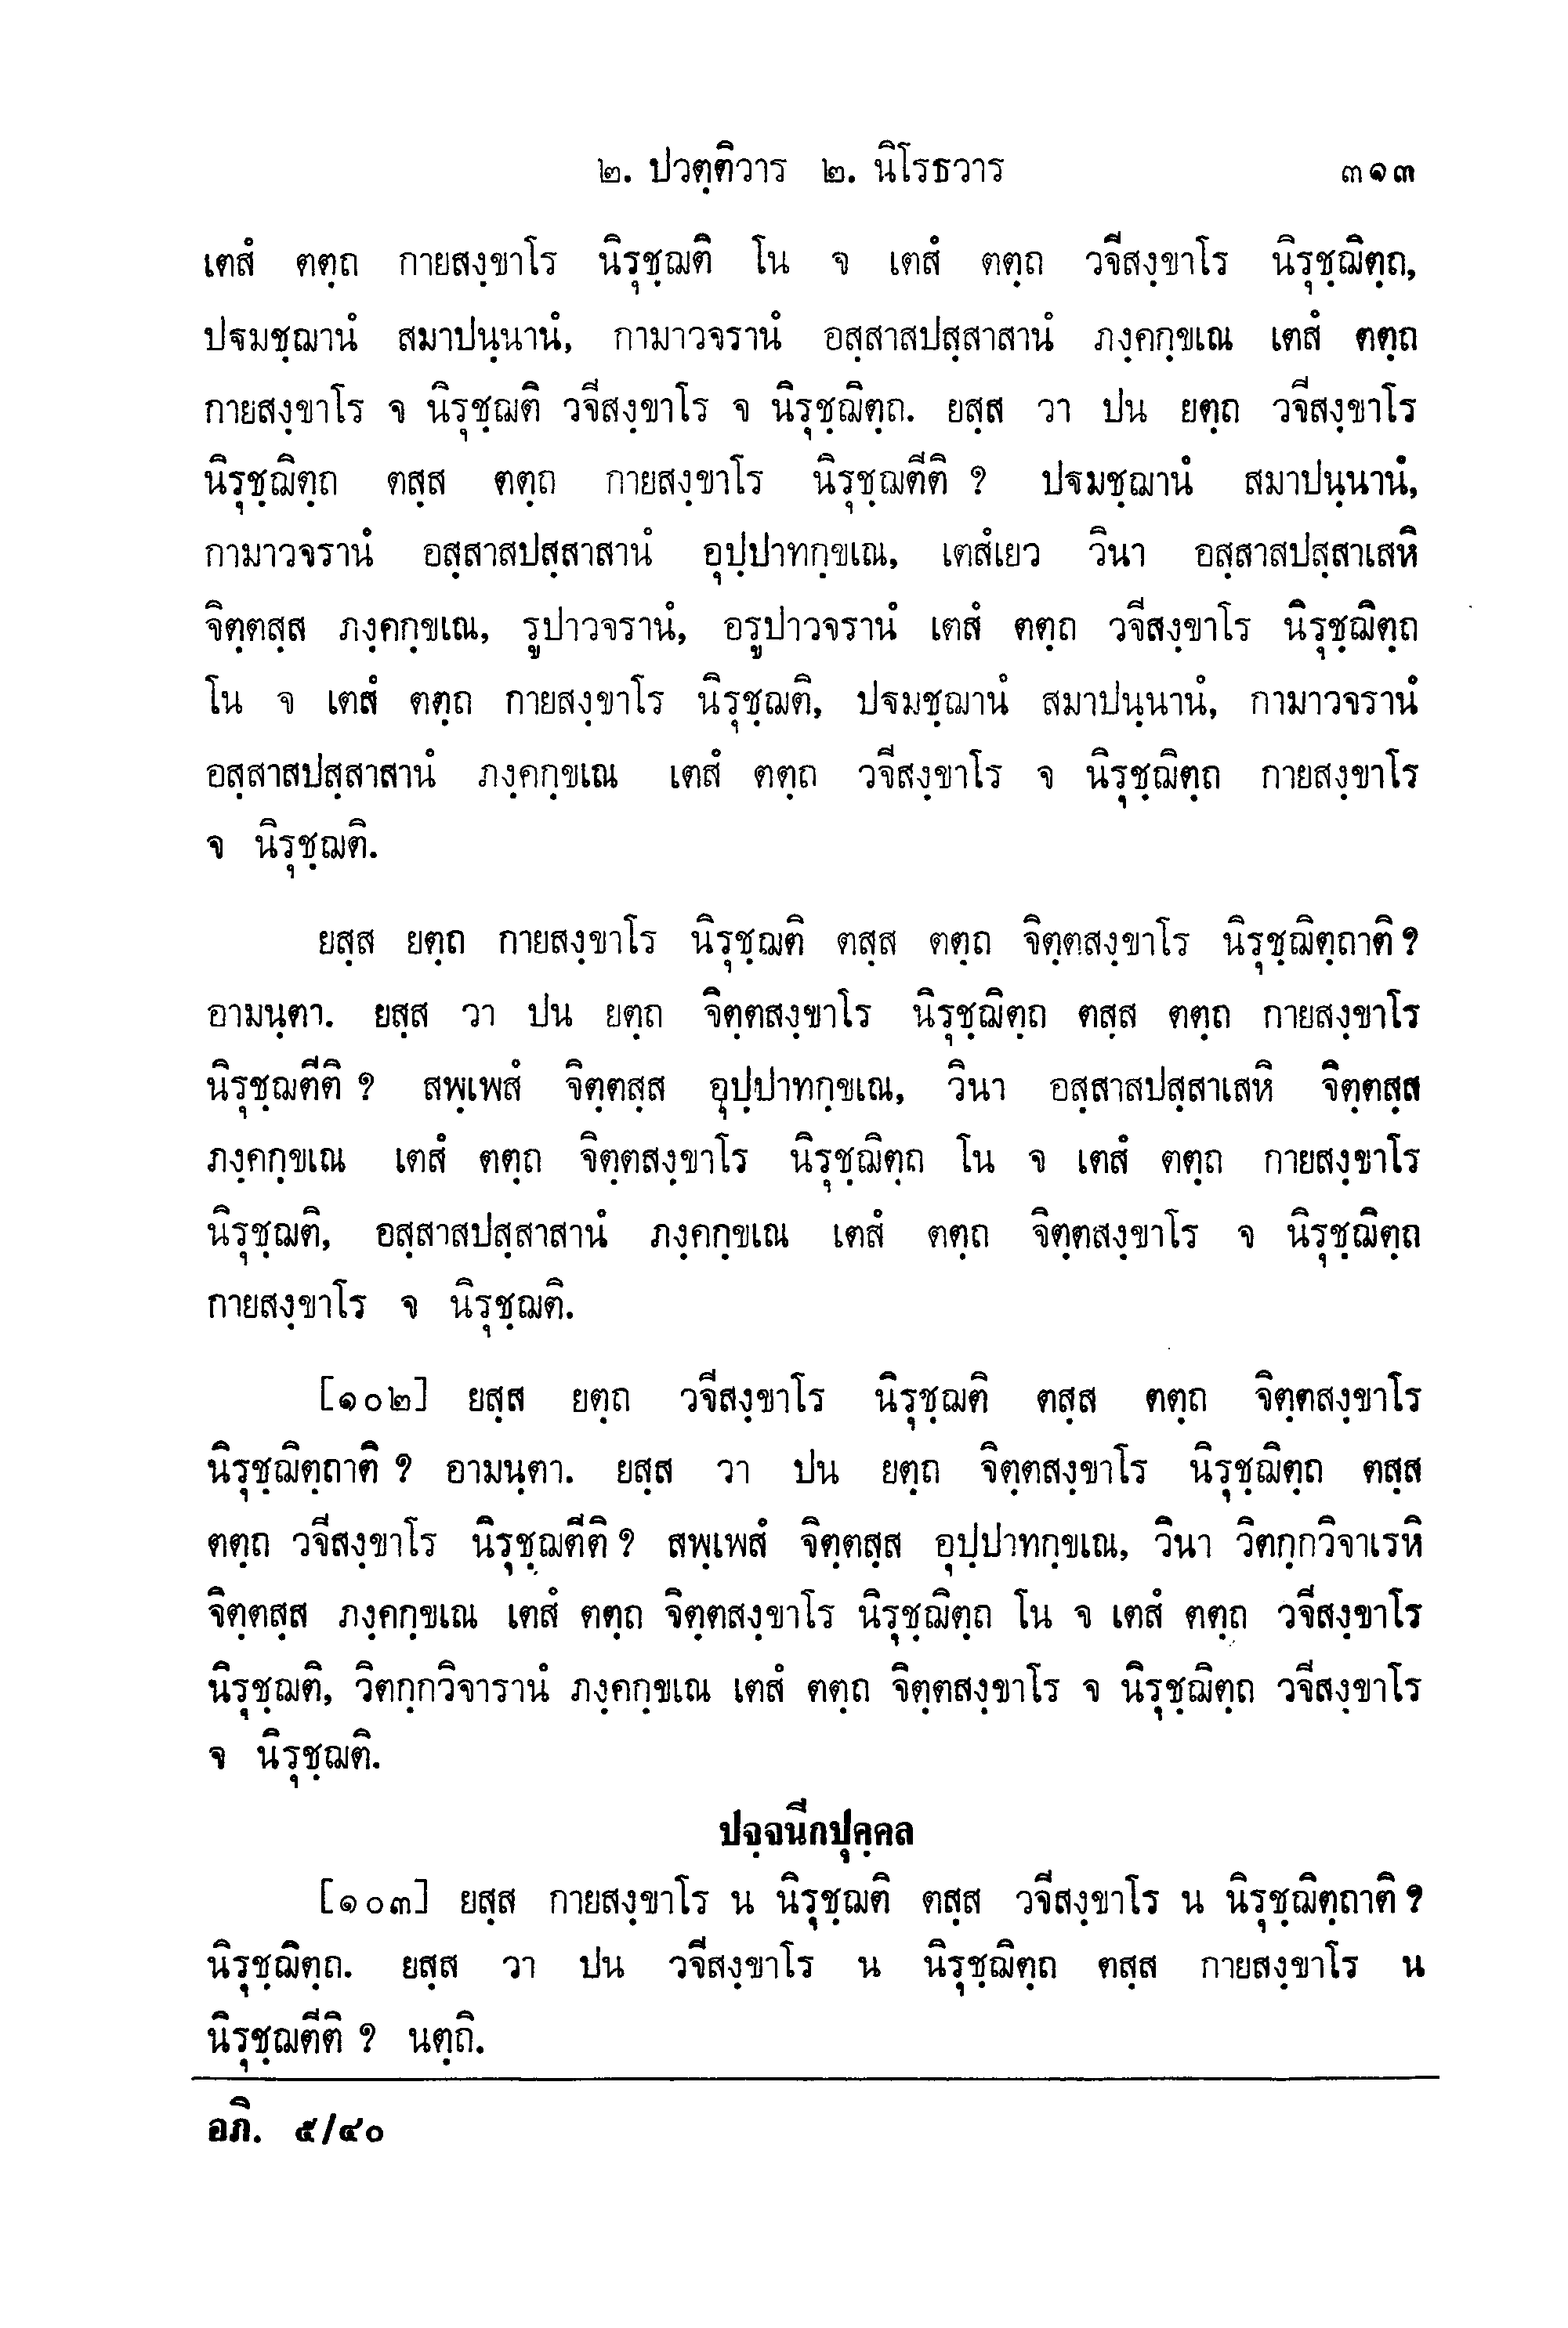 ๒. ปวตฺติวาร ๒. นิโรธวาร ๓๑๓
เตสํ ตตฺถ กายสงฺขาโร นิรุชฺฌติ โน จ เตสํ ตตฺถ วจีสงฺขาโร นิรุชฺฌิตฺถ,
ปฐมชฺฌานํ สมาปนฺนานํ, กามาวจรานํ อสฺสาสปสฺสาสานํ ภงฺคกฺขเณ เตสํ ตตฺถ
กายสงฺขาโร จ นิรุชฺฌติ วจีสงฺขาโร จ นิรุชฺฌิตฺถ. ยสฺส วา ปน ยตฺถ วจีสงฺขาโร
นิรุชฺฌิตฺถ ตสฺส ตตฺถ กายสงฺขาโร นิรุชฺฌตีติ ? ปฐมชฺฌานํ สมาปนฺนานํ,
กามาวจรานํ อสฺสาสปสฺสาสานํ อุปฺปาทกฺขเณ, เตสํเยว วินา อสฺสาสปสฺสาเสหิ
จิตฺตสฺส ภงฺคกฺขเณ, รูปาวจรานํ, อรูปาวจรานํ เตสํ ตตฺถ วจีสงฺขาโร นิรุชฺฌิตฺถ
โน จ เตสํ ตตฺถ กายสงฺขาโร นิรุชฺฌติ, ปฐมชฺฌานํ สมาปนฺนานํ, กามาวจรานํ
อสฺสาสปสฺสาสานํ ภงฺคกฺขเณ เตสํ ตตฺถ วจีสงฺขาโร จ นิรุชฺฌิตฺถ กายสงฺขาโร
จ นิรุชฺฌติ.
ยสฺส ยตฺถ กายสงฺขาโร นิรุชฺฌติ ตสฺส ตตฺถ จิตฺตสงฺขาโร นิรุชฺฌิตฺถาติ ?
อามนฺตา. ยสฺส วา ปน ยตฺถ จิตฺตสงฺขาโร นิรุชฺฌิตฺถ ตสฺส ตตฺถ กายสงฺขาโร
นิรุชฺฌตีติ ? สพฺเพสํ จิตฺตสฺส อุปฺปาทกฺขเณ, วินา อสฺสาสปสฺสาเสหิ จิตฺตสฺส
ภงฺคกฺขเณ เตสํ ตตฺถ จิตฺตสงฺขาโร นิรุชฺฌิตฺถ โน จ เตสํ ตตฺถ กายสงฺขาโร
นิรุชฺฌติ, อสฺสาสปสฺสาสานํ ภงฺคกฺขเณ เตสํ ตตฺถ จิตฺตสงฺขาโร จ นิรุชฺฌิตฺถ
กายสงฺขาโร จ นิรุชฺฌติ.
[๑๐๒] ยสฺส ยตฺถ วจีสงฺขาโร นิรุชฺฌติ ตสฺส ตตฺถ จิตฺตสงฺขาโร
นิรุชฺฌิตฺถาติ ? อามนฺตา. ยสฺส วา ปน ยตฺถ จิตฺตสงฺขาโร นิรุชฺฌิตฺถ ตสฺส
ตตฺถ วจีสงฺขาโร นิรุชฺฌตีติ ? สพฺเพสํ จิตฺตสฺส อุปฺปาทกฺขเณ, วินา วิตกฺกวิจาเรหิ
จิตฺตสฺส ภงฺคกฺขเณ เตสํ ตตฺถ จิตฺตสงฺขาโร นิรุชฺฌิตฺถ โน จ เตสํ ตตฺถ วจีสงฺขาโร
นิรุชฺฌติ, วิตกฺกวิจารานํ ภงฺคกฺขเณ เตสํ ตตฺถ จิตฺตสงฺขาโร จ นิรุชฺฌิตฺถ วจีสงฺขาโร
จ นิรุชฺฌติ.
ปจฺจนีกปุคฺคล
[๑๐๓] ยสฺส กายสงฺขาโร น นิรุชฺฌติ ตสฺส วจีสงฺขาโร น นิรุชฺฌิตฺถาติ ?
นิรุชฺฌิตฺถ. ยสฺส วา ปน วจีสงฺขาโร น นิรุชฺฌิตฺถ ตสฺส กายสงฺขาโร น
นิรุชฺฌตีติ ? นตฺถิ.
อภิ. ๕/๔๐